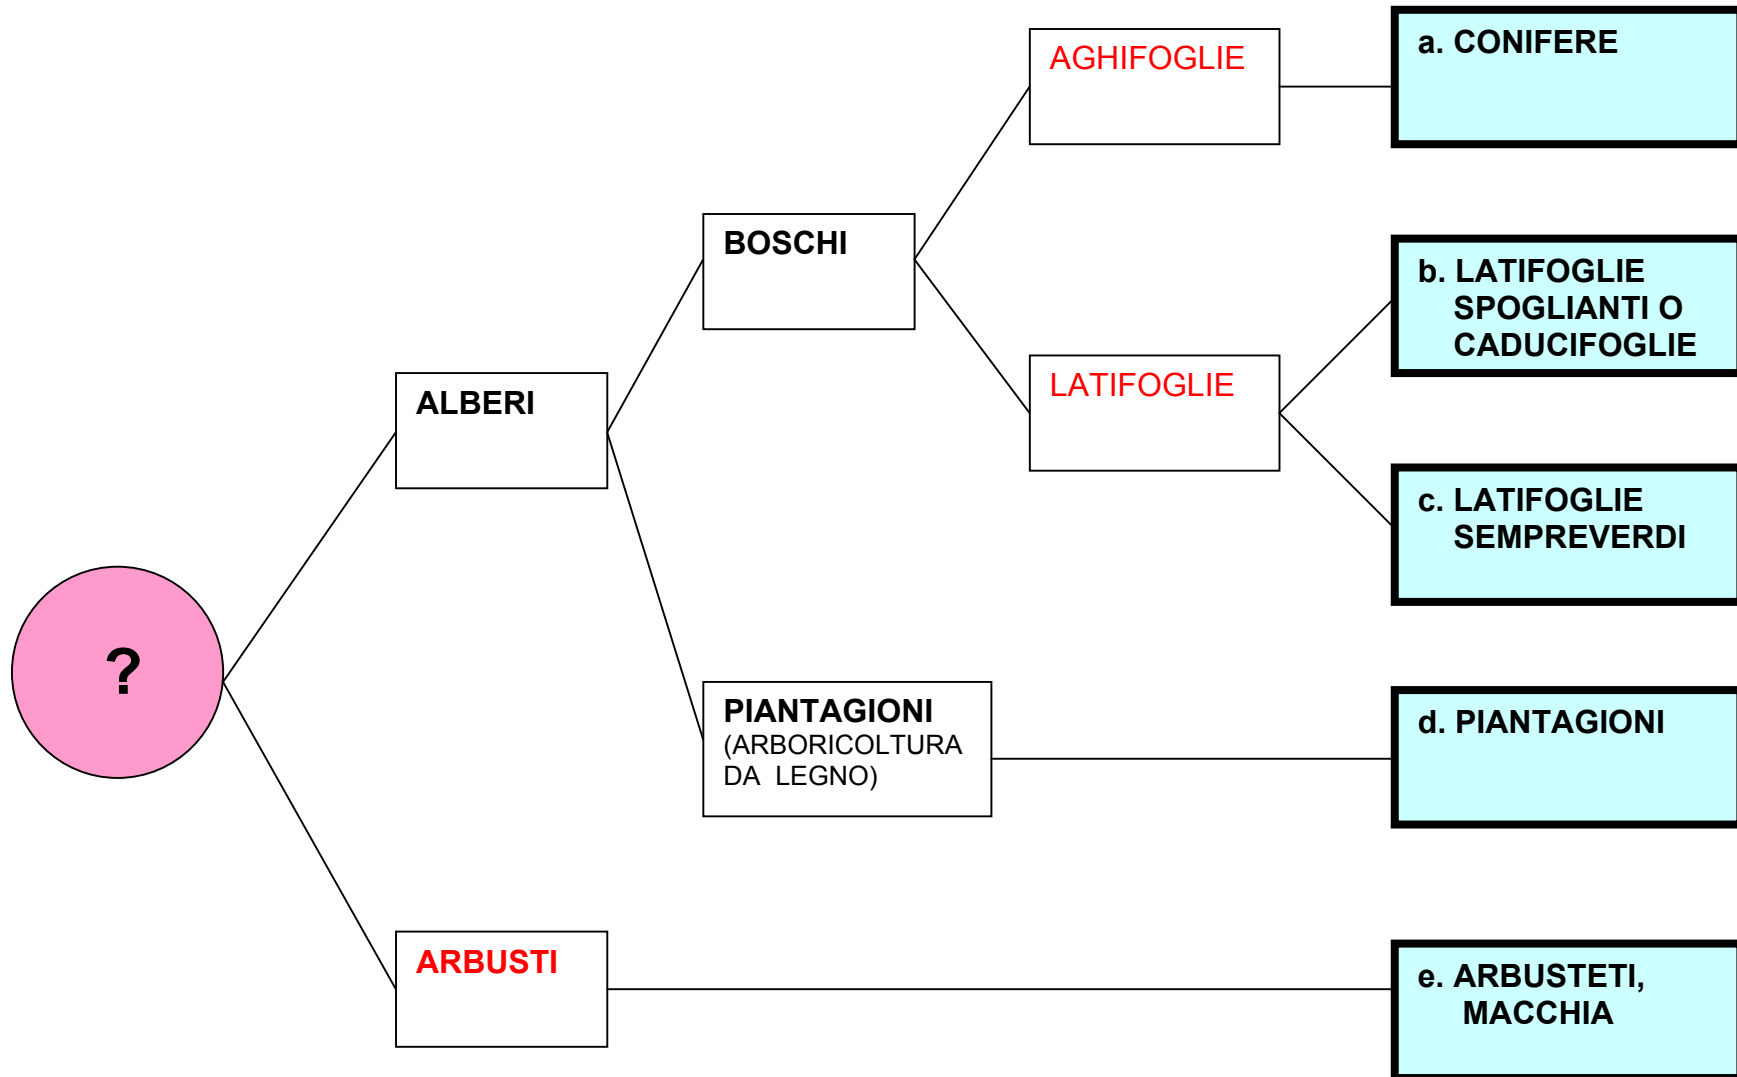 AGHIFOGLIE
a. CONIFERE
BOSCHI
b. LATIFOGLIE
SPOGLIANTI O
CADUCIFOGLIE
ALBERI
LATIFOGLIE
c. LATIFOGLIE
SEMPREVERDI
?
PIANTAGIONI
(ARBORICOLTURA
DA LEGNO)
d. PIANTAGIONI
ARBUSTI
e. ARBUSTETI,
MACCHIA